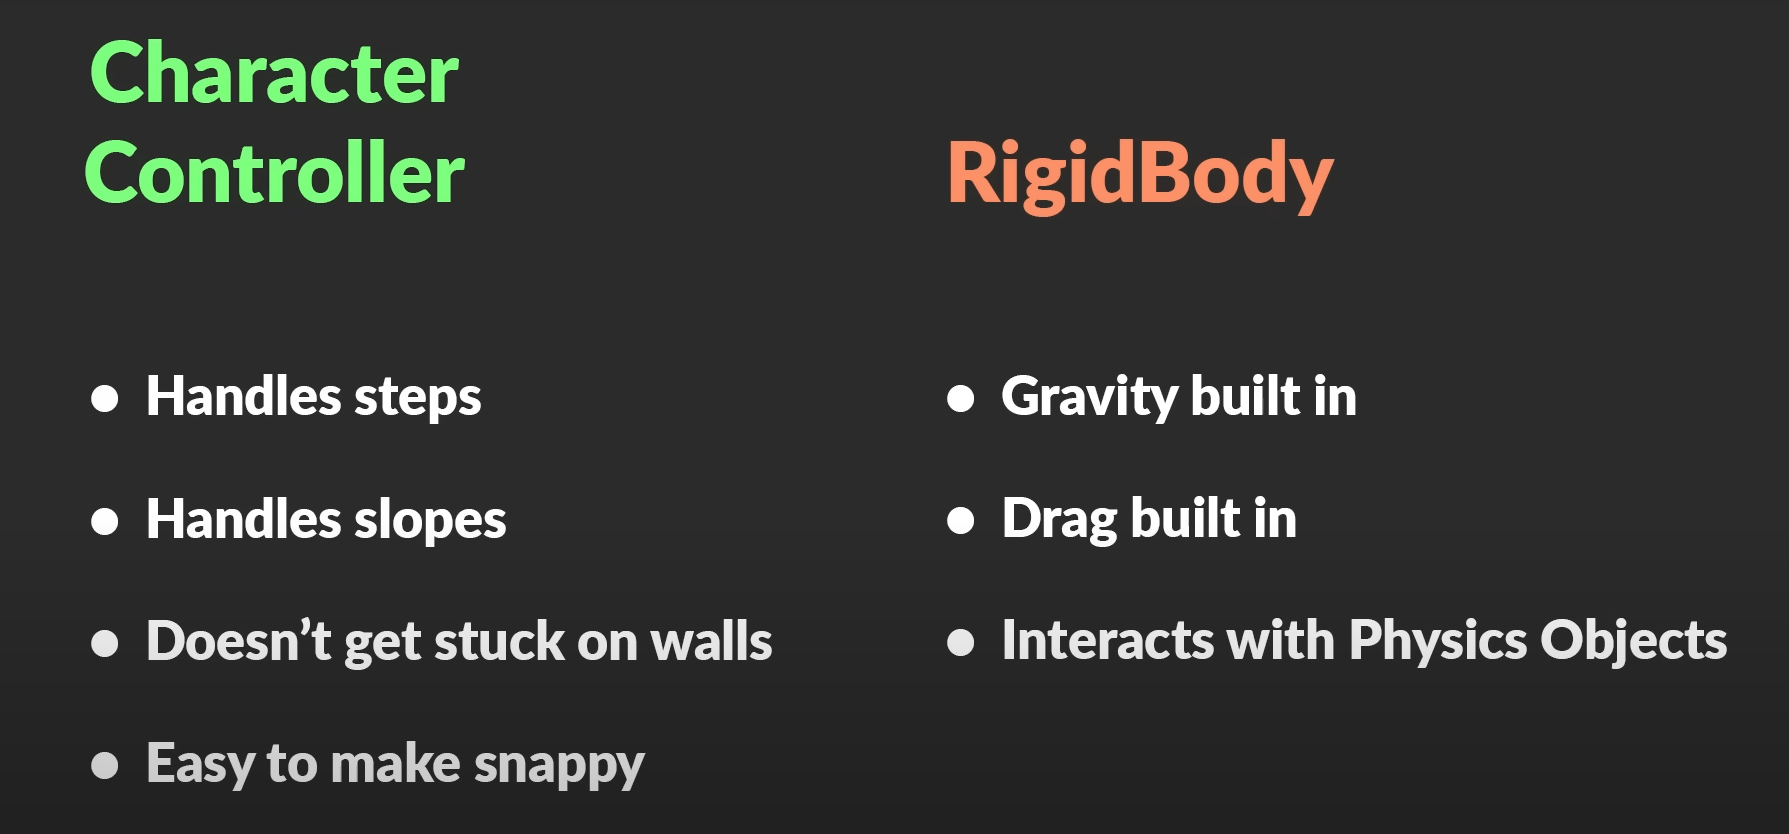 Character
Controller
• Handles steps
• Handles slopes
• Doesn’t get stuck on walls
• Easy to make snappy
RigidBody
• Gravity built in
• Drag built in
• Interacts with Physics Objects